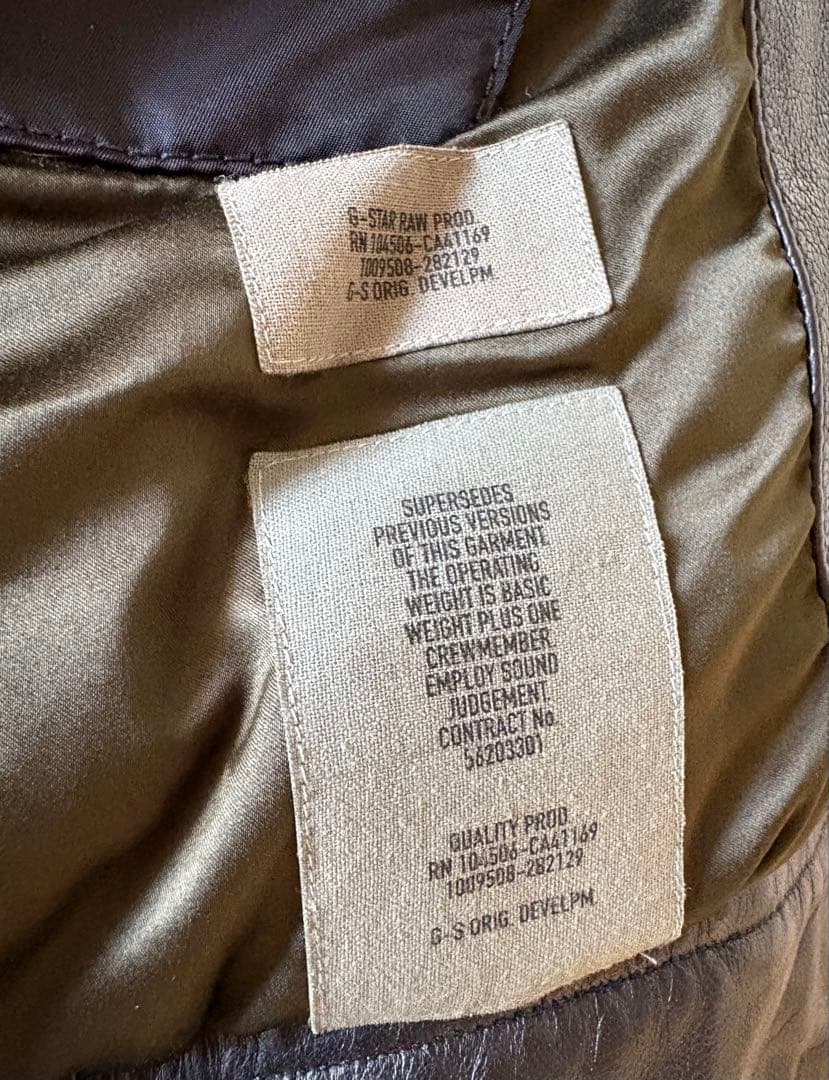 G-STAR RAW PROD.
RN 104506-CA41169
1009508-282129
G-S ORIG. DEVELPM
SUPERSEDES
PREVIOUS VERSIONS
OF THIS GARMENT
THE OPERATING
WEIGHT IS BASIC
WEIGHT PLUS ONE
CREWMEMBER
EMPLOY SOUND
JUDGEMENT
CONTRACT No.
56203301
QUALITY PROD
RN 104506-CA41169
1009508-282129
G-S ORIG. DEVELPM